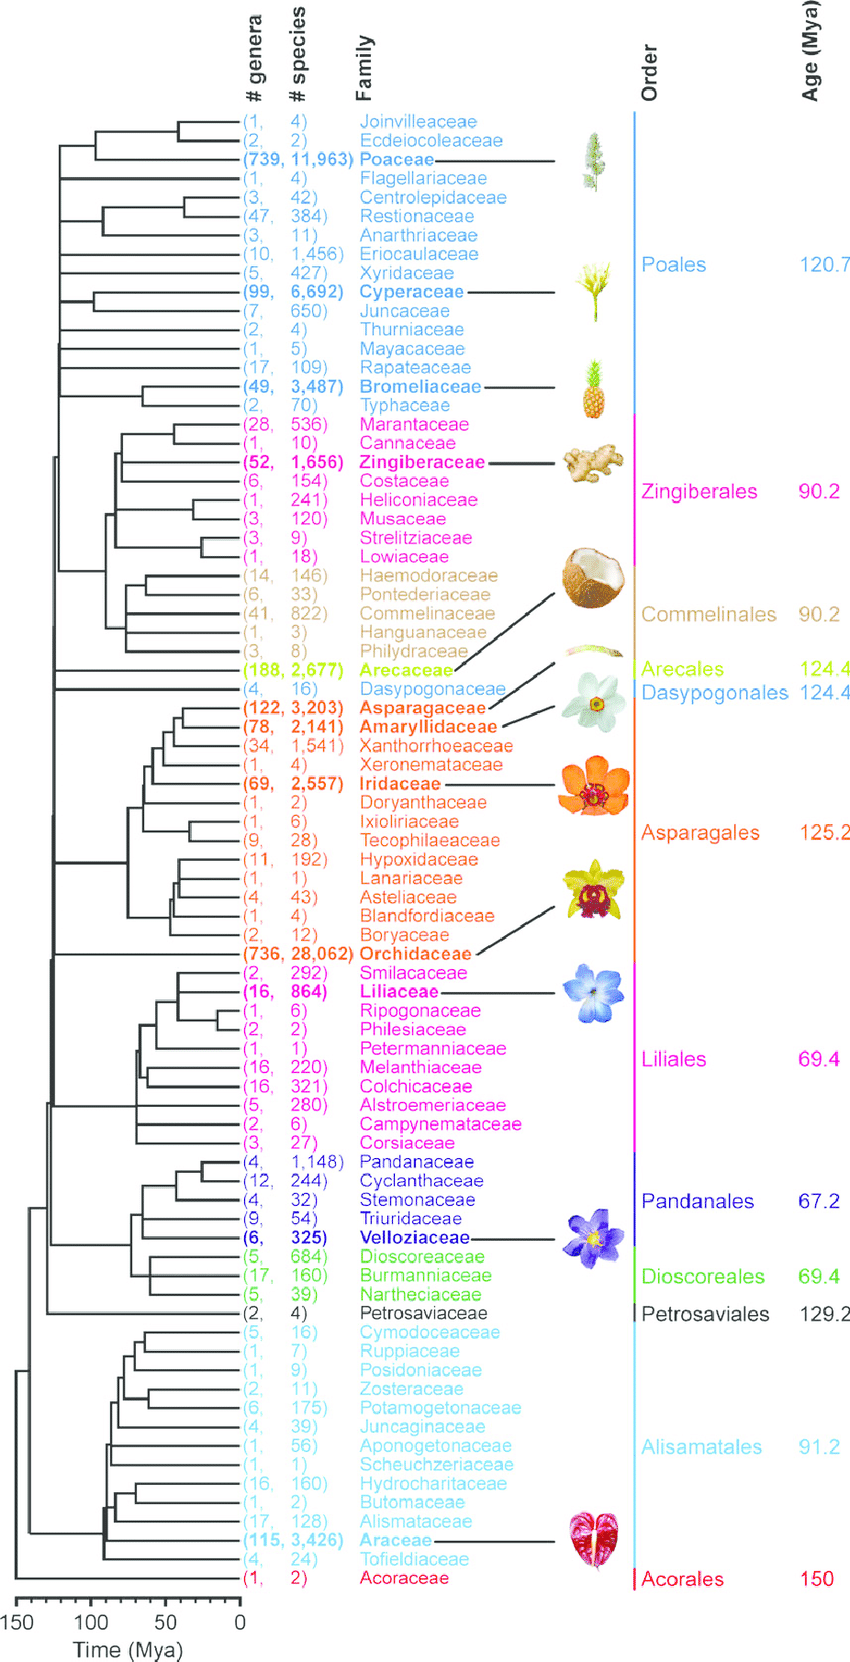 # genera # species Family Order Age (Mya)
(1, 4) Joinvilleaceae
(2, 2) Ecdeiocoleaceae
(739, 11,963) Poaceae
(1, 4) Flagellariaceae
(3, 42) Centrolepidaceae
(47, 384) Restionaceae
(3, 11) Anarthriaceae
(10, 1,456) Eriocaulaceae
Poales 120.7
(5, 427) Xyridaceae
(99, 6,692) Cyperaceae
(7, 650) Juncaceae
(2, 4) Thurniaceae
(1, 5) Mayacaceae
(17, 109) Rapateaceae
(49, 3,487) Bromeliaceae
(2, 70) Typhaceae
(28, 536) Marantaceae
(1, 10) Cannaceae
(52, 1,656) Zingiberaceae
(6, 154) Costaceae
Zingiberales 90.2
(1, 241) Heliconiaceae
(3, 120) Musaceae
(3, 9) Strelitziaceae
(1, 18) Lowiaceae
(14, 146) Haemodoraceae
(6, 33) Pontederiaceae
(41, 822) Commelinaceae Commelinales 90.2
(1, 3) Hanguanaceae
(3, 8) Philydraceae
(188, 2,677) Arecaceae Arecales 124.4
(4, 16) Dasypogonaceae Dasypogonales 124.4
(122, 3,203) Asparagaceae
(78, 2,141) Amaryllidaceae
(34, 1,541) Xanthorrhoeaceae
(1, 4) Xeronemataceae
(69, 2,557) Iridaceae
(1, 2) Doryanthaceae
(1, 6) Ixioliriaceae
Asparagales 125.2
(9, 28) Tecophilaeaceae
(11, 192) Hypoxidaceae
(1, 1) Lanariaceae
(4, 43) Asteliaceae
(1, 4) Blandfordiaceae
(2, 12) Boryaceae
(736, 28,062) Orchidaceae
(2, 292) Smilacaceae
(16, 864) Liliaceae
(1, 6) Ripogonaceae
(2, 2) Philesiaceae
(1, 1) Petermanniaceae
Liliales 69.4
(16, 220) Melanthiaceae
(16, 321) Colchicaceae
(5, 280) Alstroemeriaceae
(2, 6) Campynemataceae
(3, 27) Corsiaceae
(4, 1,148) Pandanaceae
(12, 244) Cyclanthaceae
(4, 32) Stemonaceae Pandanales 67.2
(9, 54) Triuridaceae
(6, 325) Velloziaceae
(5, 684) Dioscoreaceae
(17, 160) Burmanniaceae Dioscoreales 69.4
(5, 39) Nartheciaceae
(2, 4) Petrosaviaceae Petrosaviales 129.2
(5, 16) Cymodoceaceae
(1, 7) Ruppiaceae
(1, 9) Posidoniaceae
(2, 11) Zosteraceae
(6, 175) Potamogetonaceae
(4, 39) Juncaginaceae
(1, 56) Aponogetonaceae Alisamatales 91.2
(1, 1) Scheuchzeriaceae
(16, 160) Hydrocharitaceae
(1, 2) Butomaceae
(17, 128) Alismataceae
(115, 3,426) Araceae
(4, 24) Tofieldiaceae
(1, 2) Acoraceae Acorales 150
150 100 50 0
Time (Mya)